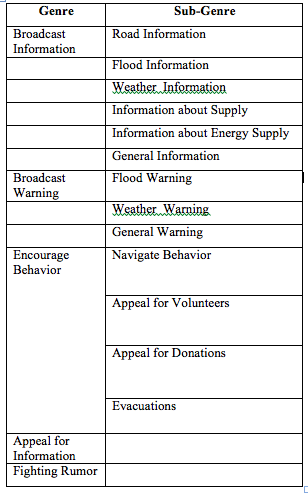 Genre Sub-Genre
Broadcast Information Road Information
Flood Information
Weather Information
Information about Supply
Information about Energy Supply
General Information
Broadcast Warning Flood Warning
Weather Warning
General Warning
Encourage Behavior Navigate Behavior
Appeal for Volunteers
Appeal for Donations
Evacuations
Appeal for Information
Fighting Rumor